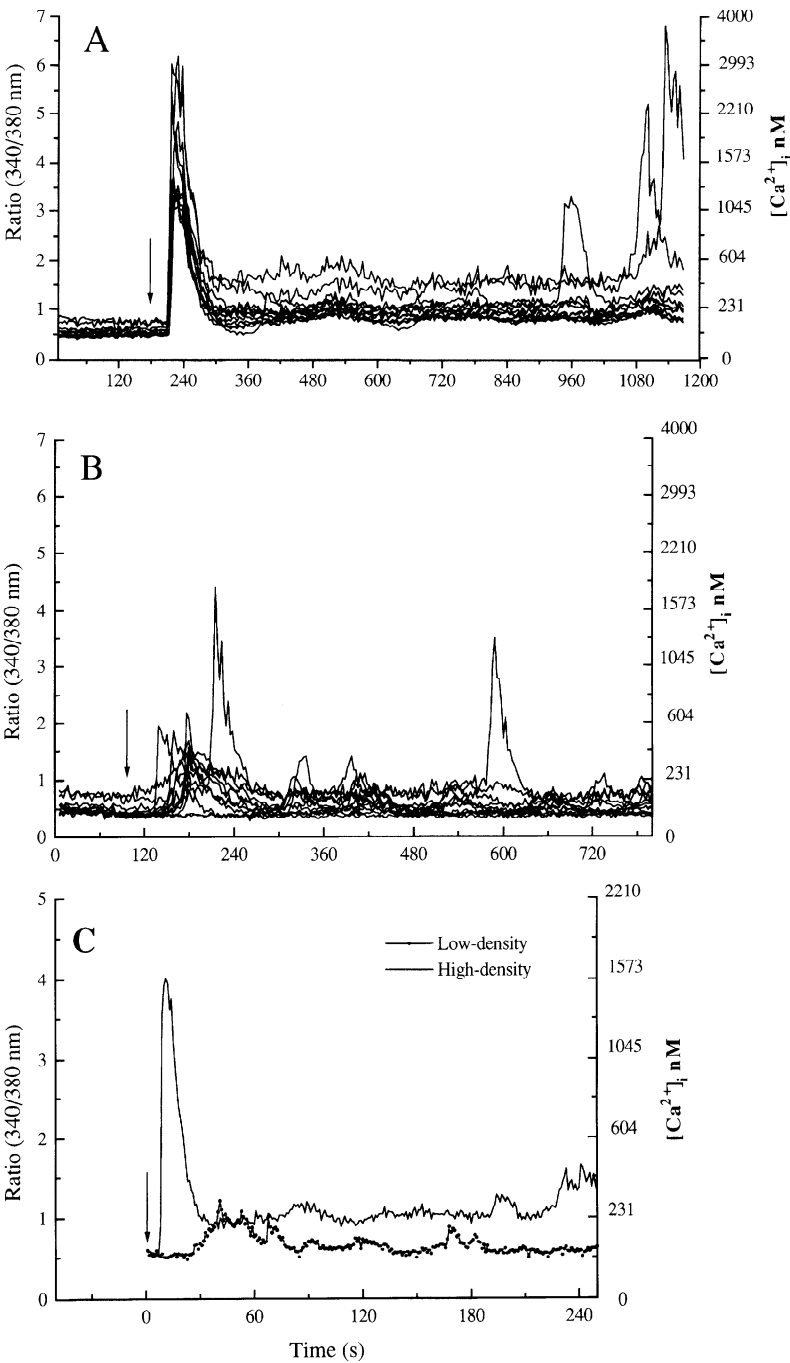 A
Ratio (340/380 nm)
7
6
5
4
3
2
1
0
4000
2993
2210
1573
1045
604
231
0
[Ca2+]i nM
120 240 360 480 600 720 840 960 1080 1200
B
Ratio (340/380 nm)
7
6
5
4
3
2
1
0
4000
2993
2210
1573
1045
604
231
0
[Ca2+]i nM
0 120 240 360 480 600 720
C
Low-density
High-density
Ratio (340/380 nm)
5
4
3
2
1
0
2210
1573
1045
604
231
0
[Ca2+]i nM
0 60 120 180 240
Time (s)